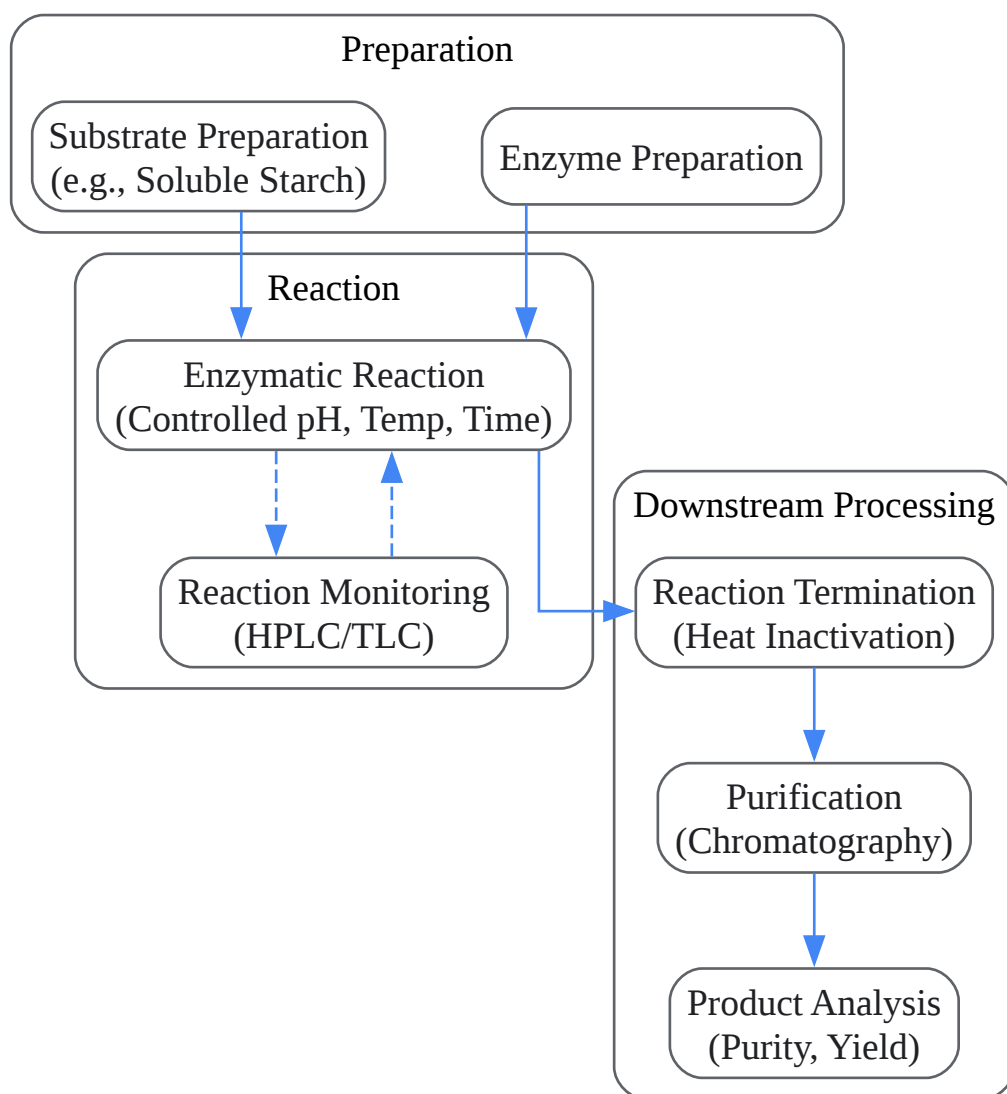 Preparation
Substrate Preparation
(e.g., Soluble Starch)
Enzyme Preparation
Reaction
Enzymatic Reaction
(Controlled pH, Temp, Time)
Reaction Monitoring
(HPLC/TLC)
Downstream Processing
Reaction Termination
(Heat Inactivation)
Purification
(Chromatography)
Product Analysis
(Purity, Yield)